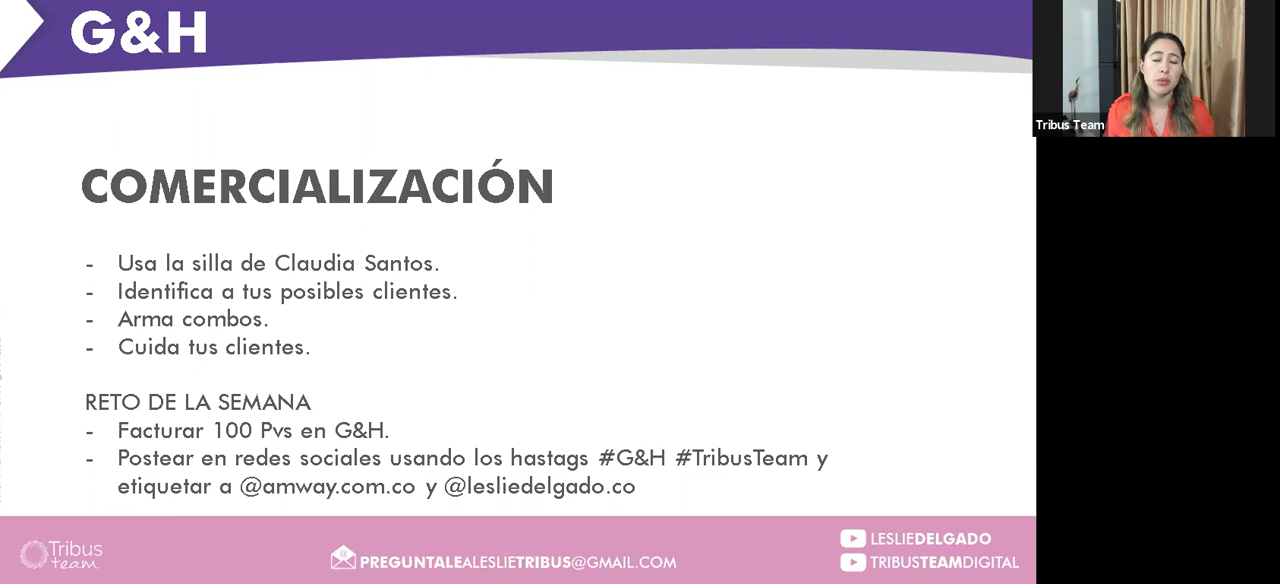 G&H
Tribus Team
COMERCIALIZACIÓN
- Usa la silla de Claudia Santos.
- Identifica a tus posibles clientes.
- Arma combos.
- Cuida tus clientes.
RETO DE LA SEMANA
- Facturar 100 Pvs en G&H.
- Postear en redes sociales usando los hastags #G&H #TribusTeam y
etiquetar a @amway.com.co y @lesliedelgado.co
Tribus
team
PREGUNTALEALESLIETRIBUS@GMAIL.COM
LESLIEDELGADO
TRIBUSTEAMDIGITAL